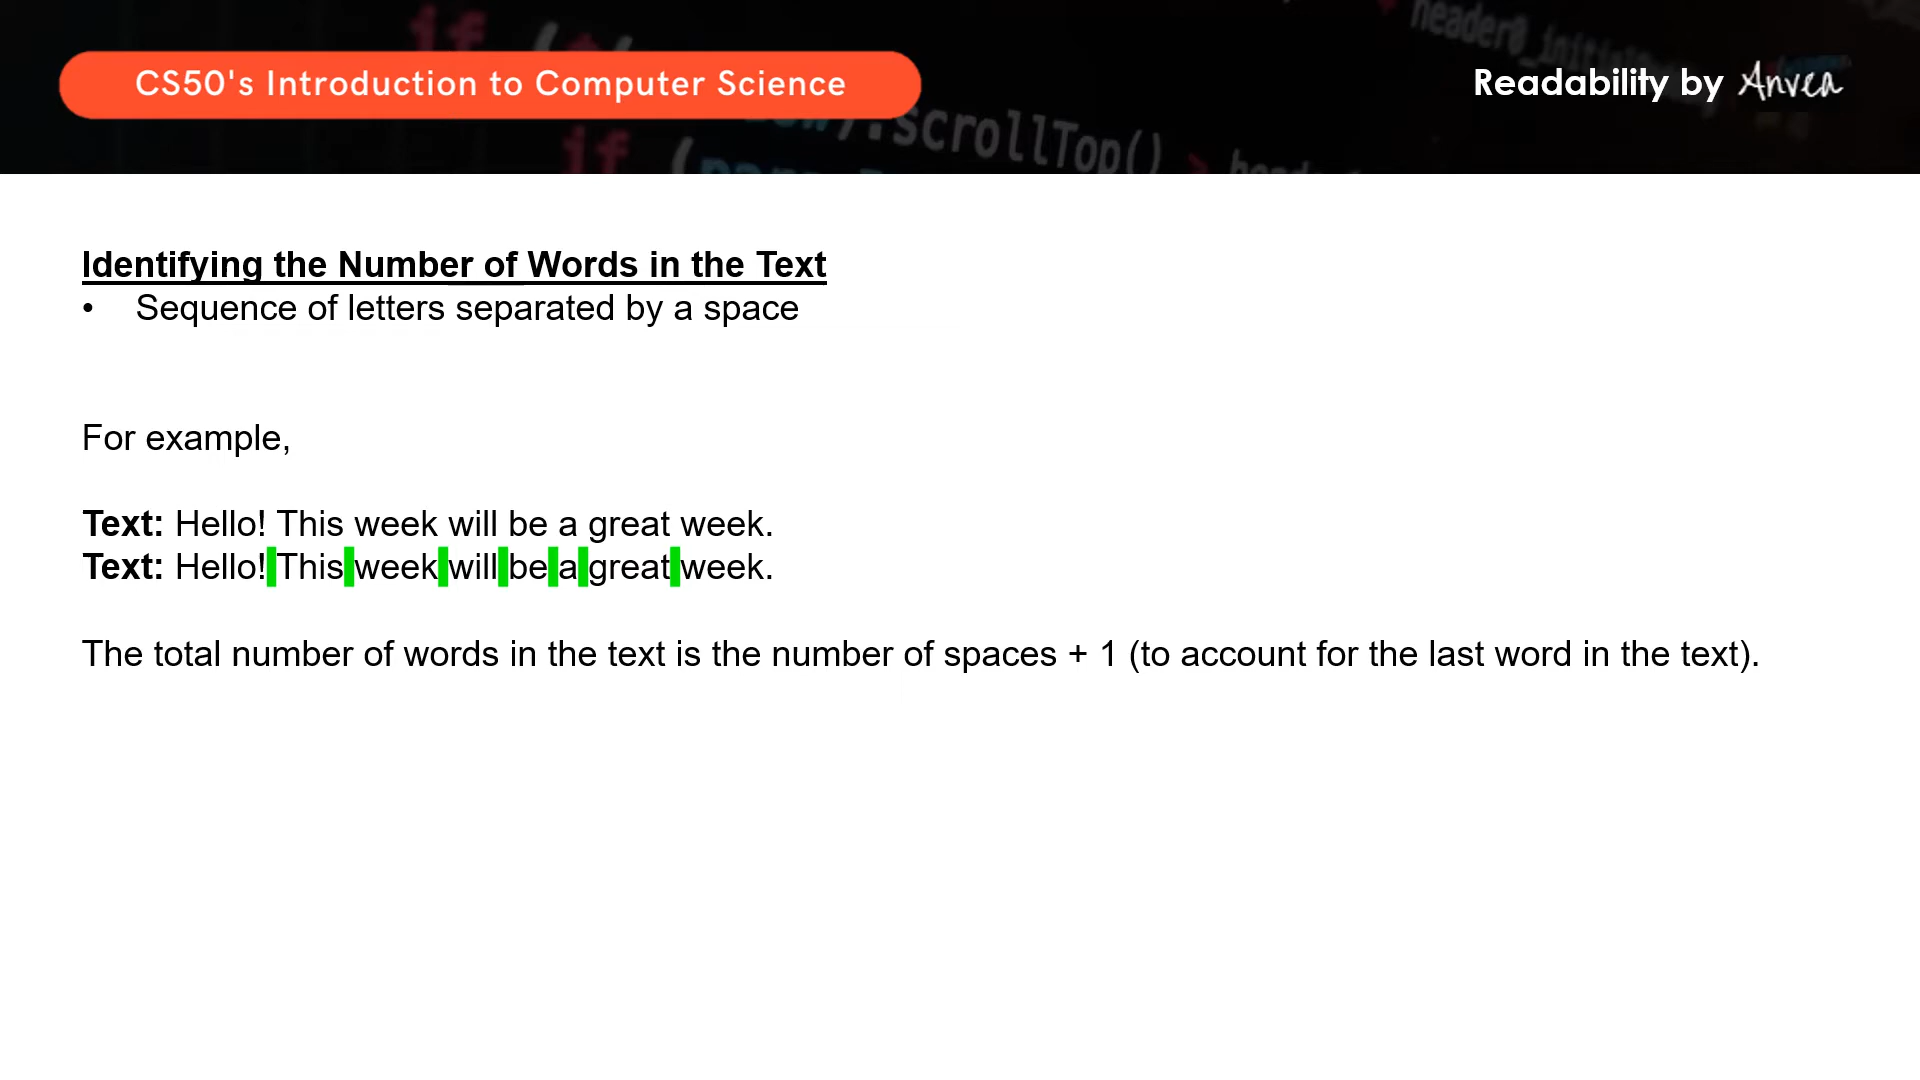 CS50's Introduction to Computer Science
Readability by Anvea
if (
.scrollTop() >
if (
Identifying the Number of Words in the Text
• Sequence of letters separated by a space
For example,
Text: Hello! This week will be a great week.
Text: Hello! This week will be a great week.
The total number of words in the text is the number of spaces + 1 (to account for the last word in the text).